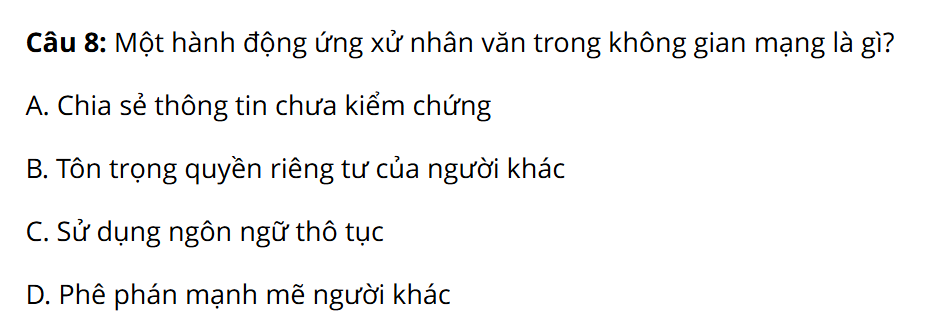 Câu 8: Một hành động ứng xử nhân văn trong không gian mạng là gì?
A. Chia sẻ thông tin chưa kiểm chứng
B. Tôn trọng quyền riêng tư của người khác
C. Sử dụng ngôn ngữ thô tục
D. Phê phán mạnh mẽ người khác